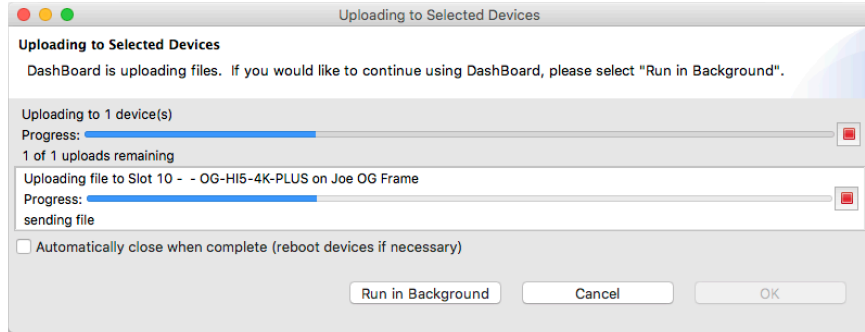 Uploading to Selected Devices
Uploading to Selected Devices
DashBoard is uploading files.  If you would like to continue using DashBoard, please select "Run in Background".
Uploading to 1 device(s)
Progress:
1 of 1 uploads remaining
Uploading file to Slot 10 -  - OG-HI5-4K-PLUS on Joe OG Frame
Progress:
sending file
Automatically close when complete (reboot devices if necessary)
Run in Background Cancel OK